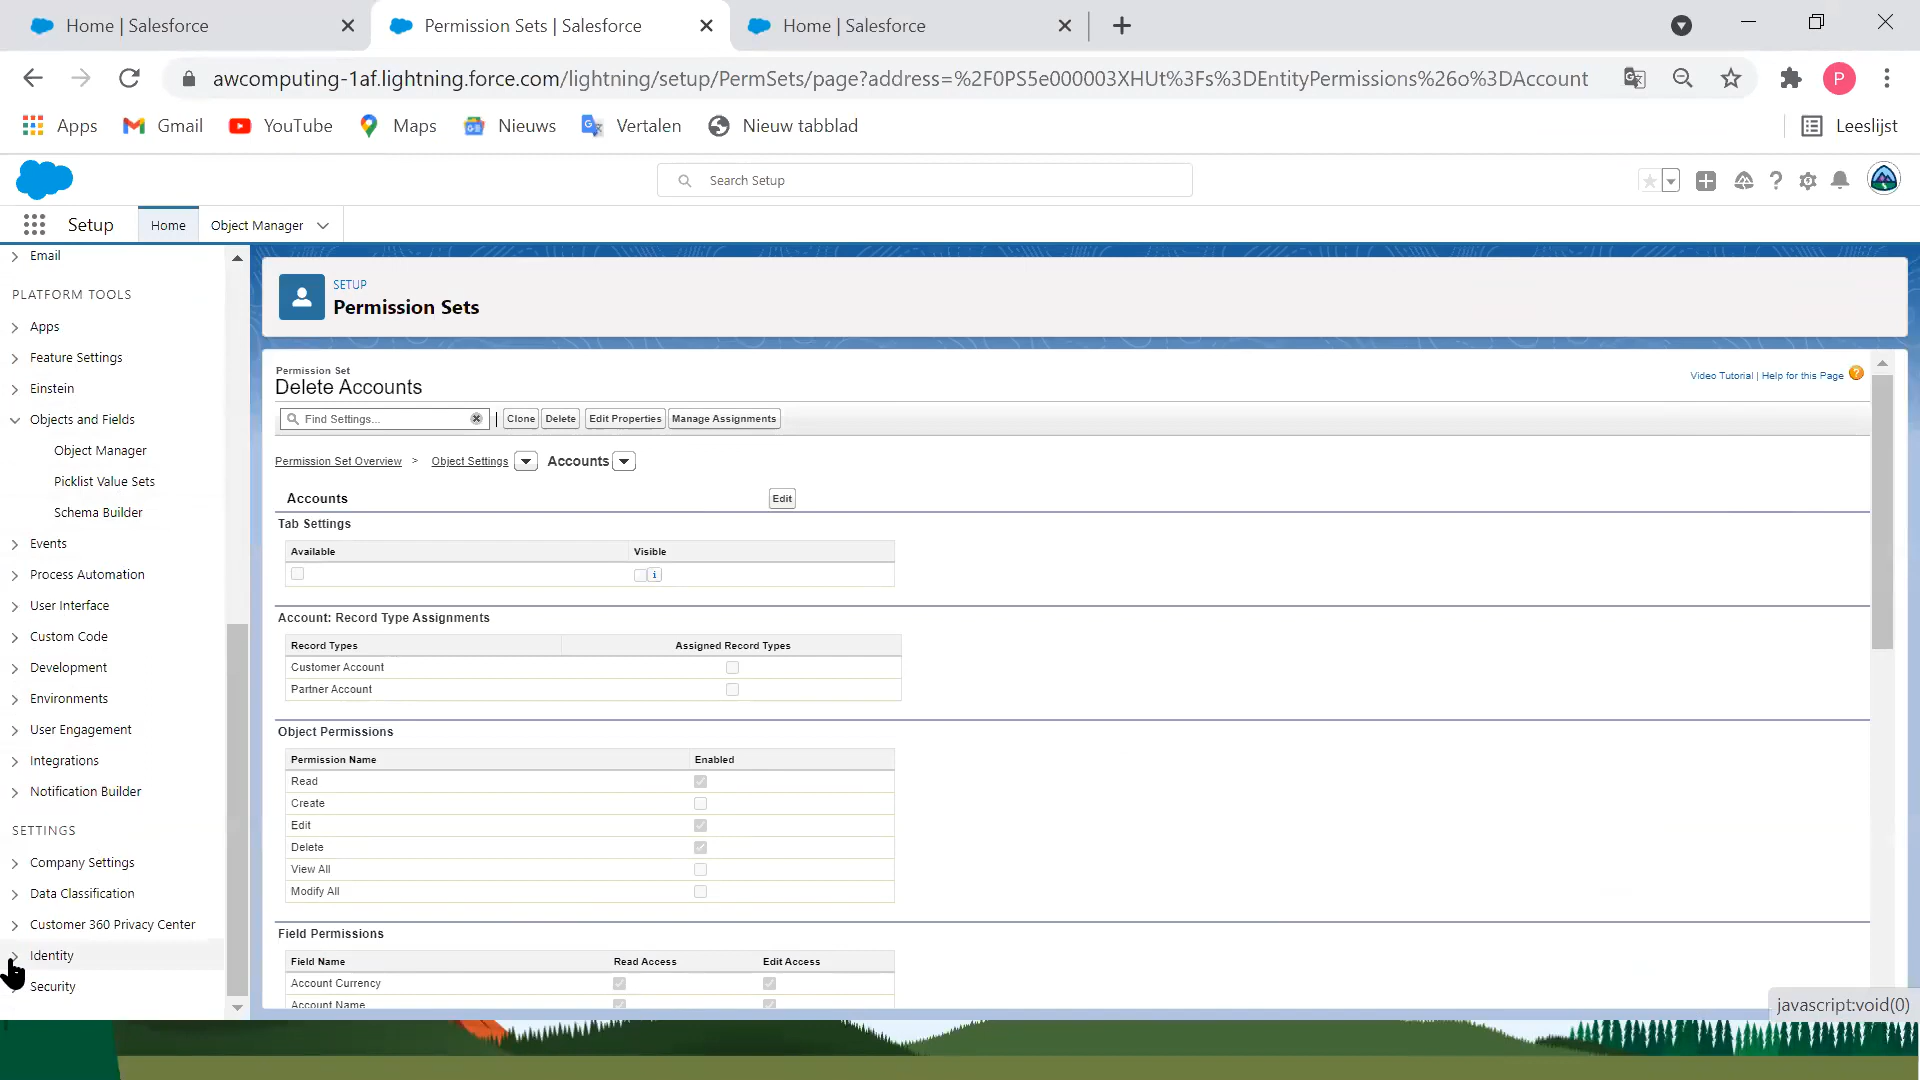 Home | Salesforce
Permission Sets | Salesforce
Home | Salesforce
awcomputing-1af.lightning.force.com/lightning/setup/PermSets/page?address=%2F0PS5e000003XHUt%3Fs%3DEntityPermissions%26o%3DAccount
P
Apps
Gmail
YouTube
Maps
Nieuws
Vertalen
Nieuw tabblad
Leeslijst
Search Setup
Setup
Home
Object Manager
Email
PLATFORM TOOLS
Apps
Feature Settings
Einstein
Objects and Fields
Object Manager
Picklist Value Sets
Schema Builder
Events
Process Automation
User Interface
Custom Code
Development
Environments
User Engagement
Integrations
Notification Builder
SETTINGS
Company Settings
Data Classification
Customer 360 Privacy Center
Identity
Security
SETUP
Permission Sets
Permission Set
Delete Accounts
Video Tutorial | Help for this Page ?
Find Settings... | Clone Delete Edit Properties Manage Assignments
Permission Set Overview > Object Settings Accounts
Accounts Edit
Tab Settings
Available Visible
i
Account: Record Type Assignments
Record Types Assigned Record Types
Customer Account
Partner Account
Object Permissions
Permission Name Enabled
Read
Create
Edit
Delete
View All
Modify All
Field Permissions
Field Name Read Access Edit Access
Account Currency
Account Name
javascript:void(0)